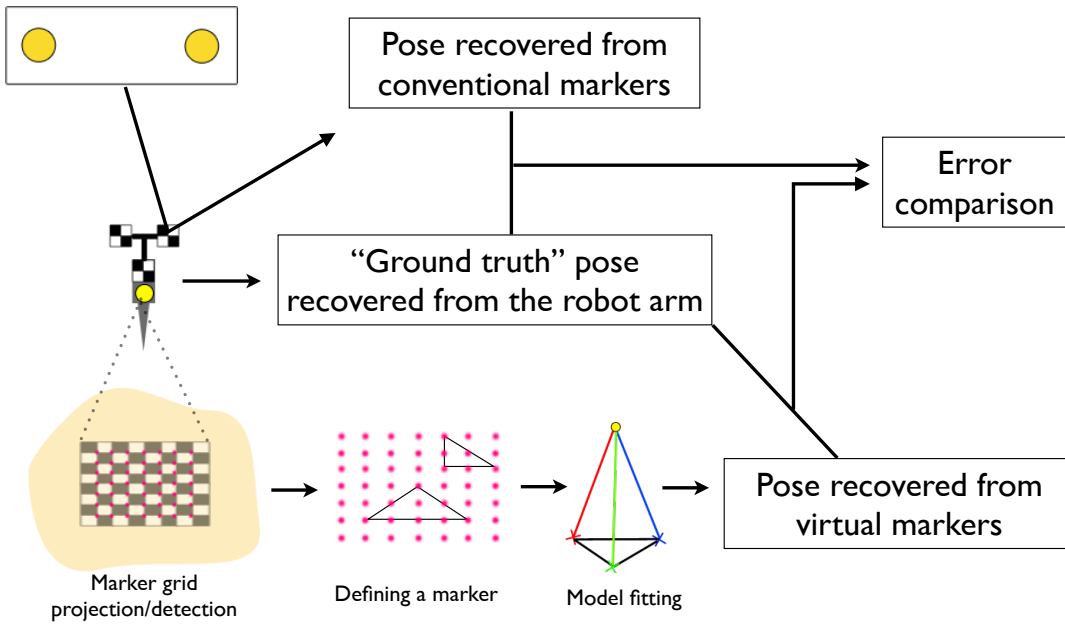 Pose recovered from
conventional markers
Error
comparison
“Ground truth” pose
recovered from the robot arm
Pose recovered from
virtual markers
Marker grid
projection/detection
Defining a marker
Model fitting